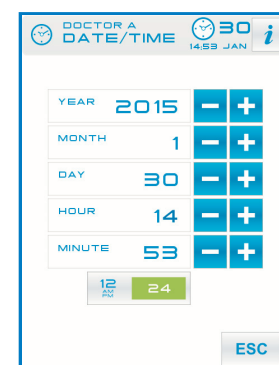 DOCTOR A
DATE/TIME
30
14:53 JAN
i
YEAR 2015 - +
MONTH 1 - +
DAY 30 - +
HOUR 14 - +
MINUTE 53 - +
12 AM PM 24
ESC